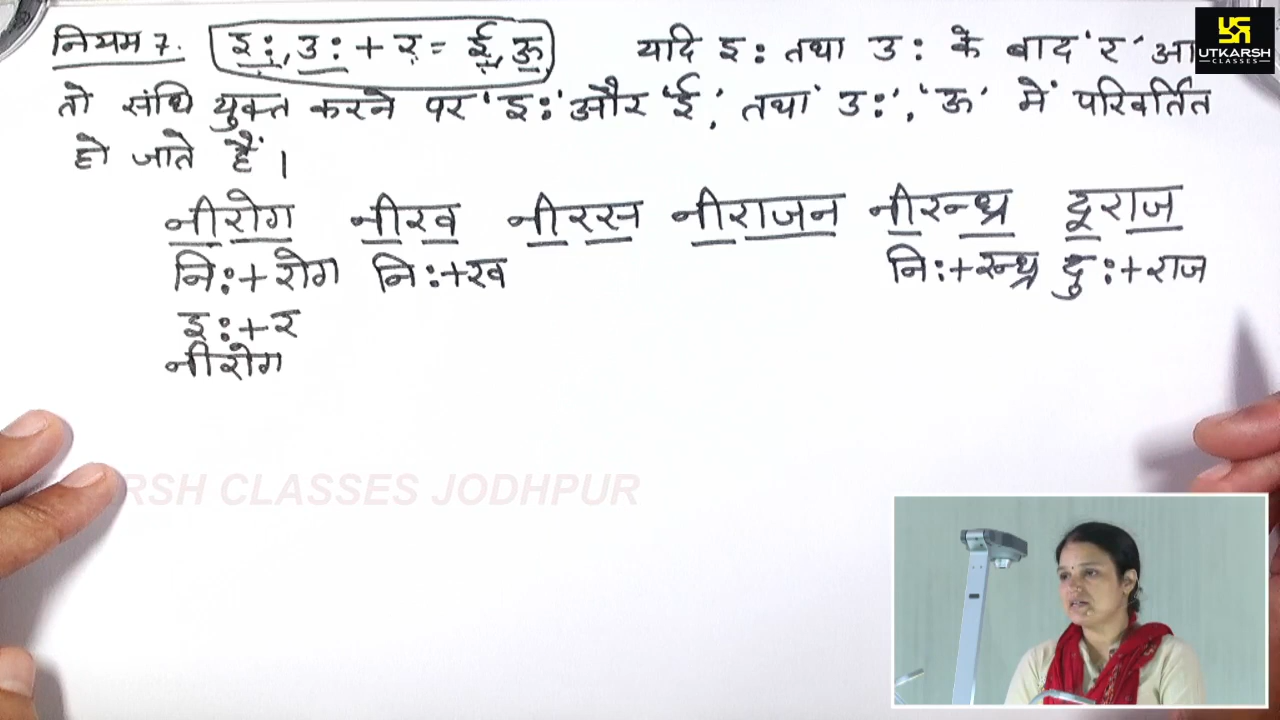 नियम 7. इः, उः + र = ई, ऊ यदि इः तथा उः के बाद 'र' आ
तो संधि युक्त करने पर 'इः' और 'ई', तथा 'उः', 'ऊ' में परिवर्तित
हो जाते हैं।
नीरोग नीरव नीरस नीराजन नीरन्ध्र दूराज
निः+रोग निः+रव निः+रन्ध्र दुः+राज
इः+र
नीरोग
UTKARSH
CLASSES
RSH CLASSES JODHPUR